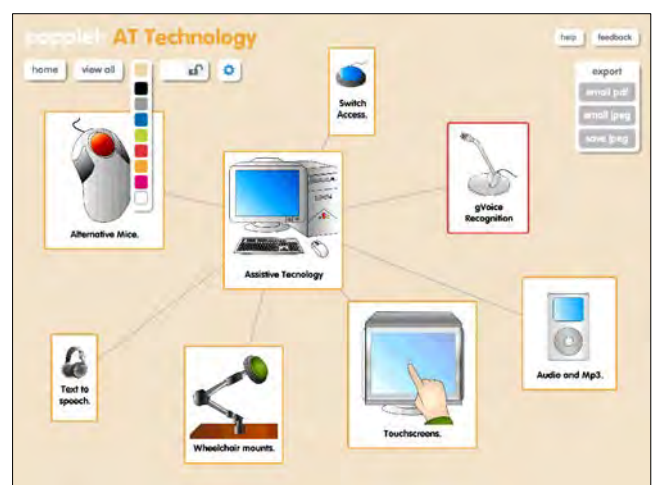 popplet AT Technology
help feedback
home view all
export
email pdf
email jpeg
save jpeg
Switch
Access.
gVoice
Recognition
Alternative Mice.
Assistive Tecnology
Audio and Mp3.
Text to
speech.
Touchscreens.
Wheelchair mounts.